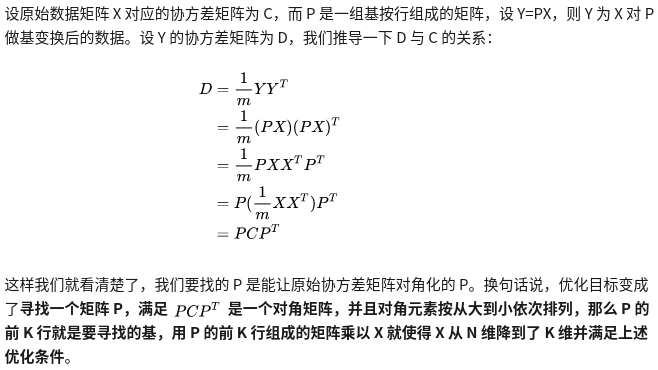 设原始数据矩阵 X 对应的协方差矩阵为 C，而 P 是一组基按行组成的矩阵，设 Y=PX，则 Y 为 X 对 P
做基变换后的数据。设 Y 的协方差矩阵为 D，我们推导一下 D 与 C 的关系：
D = \frac{1}{m}YY^T
= \frac{1}{m}(PX)(PX)^T
= \frac{1}{m}PXX^TP^T
= P(\frac{1}{m}XX^T)P^T
= PCP^T
这样我们就看清楚了，我们要找的 P 是能让原始协方差矩阵对角化的 P。换句话说，优化目标变成
了寻找一个矩阵 P，满足 PCP^T 是一个对角矩阵，并且对角元素按从大到小依次排列，那么 P 的
前 K 行就是要寻找的基，用 P 的前 K 行组成的矩阵乘以 X 就使得 X 从 N 维降到了 K 维并满足上述
优化条件。